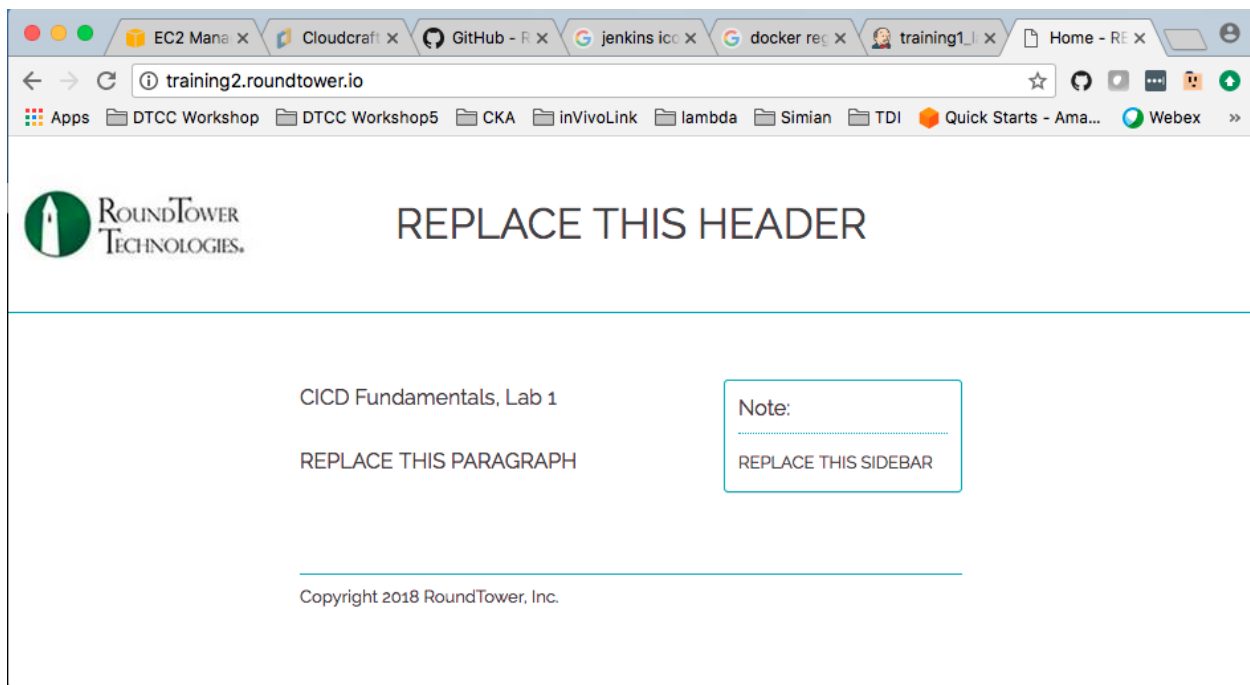 EC2 Mana
Cloudcraft
GitHub - R
jenkins ico
docker reg
training1_l
Home - RE
training2.roundtower.io
Apps DTCC Workshop DTCC Workshop5 CKA inVivoLink lambda Simian TDI Quick Starts - Ama... Webex »
ROUNDTOWER
TECHNOLOGIES®
REPLACE THIS HEADER
CICD Fundamentals, Lab 1
REPLACE THIS PARAGRAPH
Note:
REPLACE THIS SIDEBAR
Copyright 2018 RoundTower, Inc.